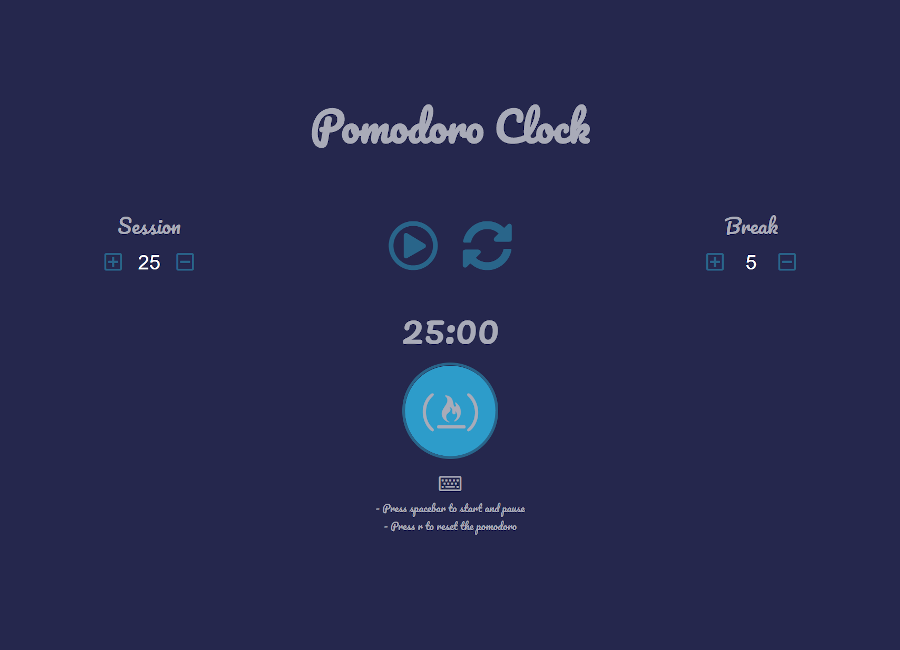 Pomodoro Clock
Session
25
Break
5
25:00
- Press spacebar to start and pause
- Press r to reset the pomodoro